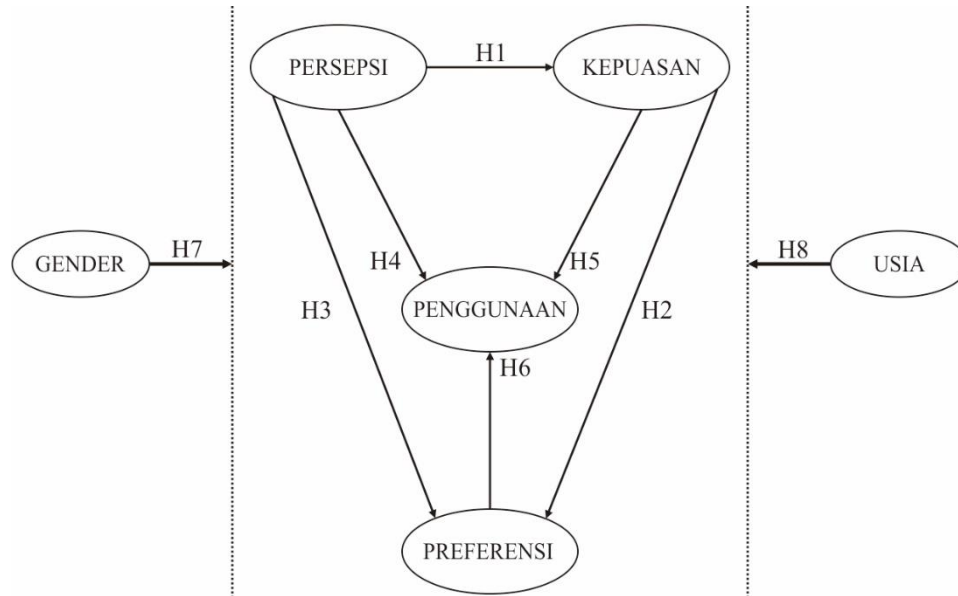 PERSEPSI
H1
KEPUASAN
GENDER
H7
H4
H5
H8
USIA
H3
PENGGUNAAN
H2
H6
PREFERENSI